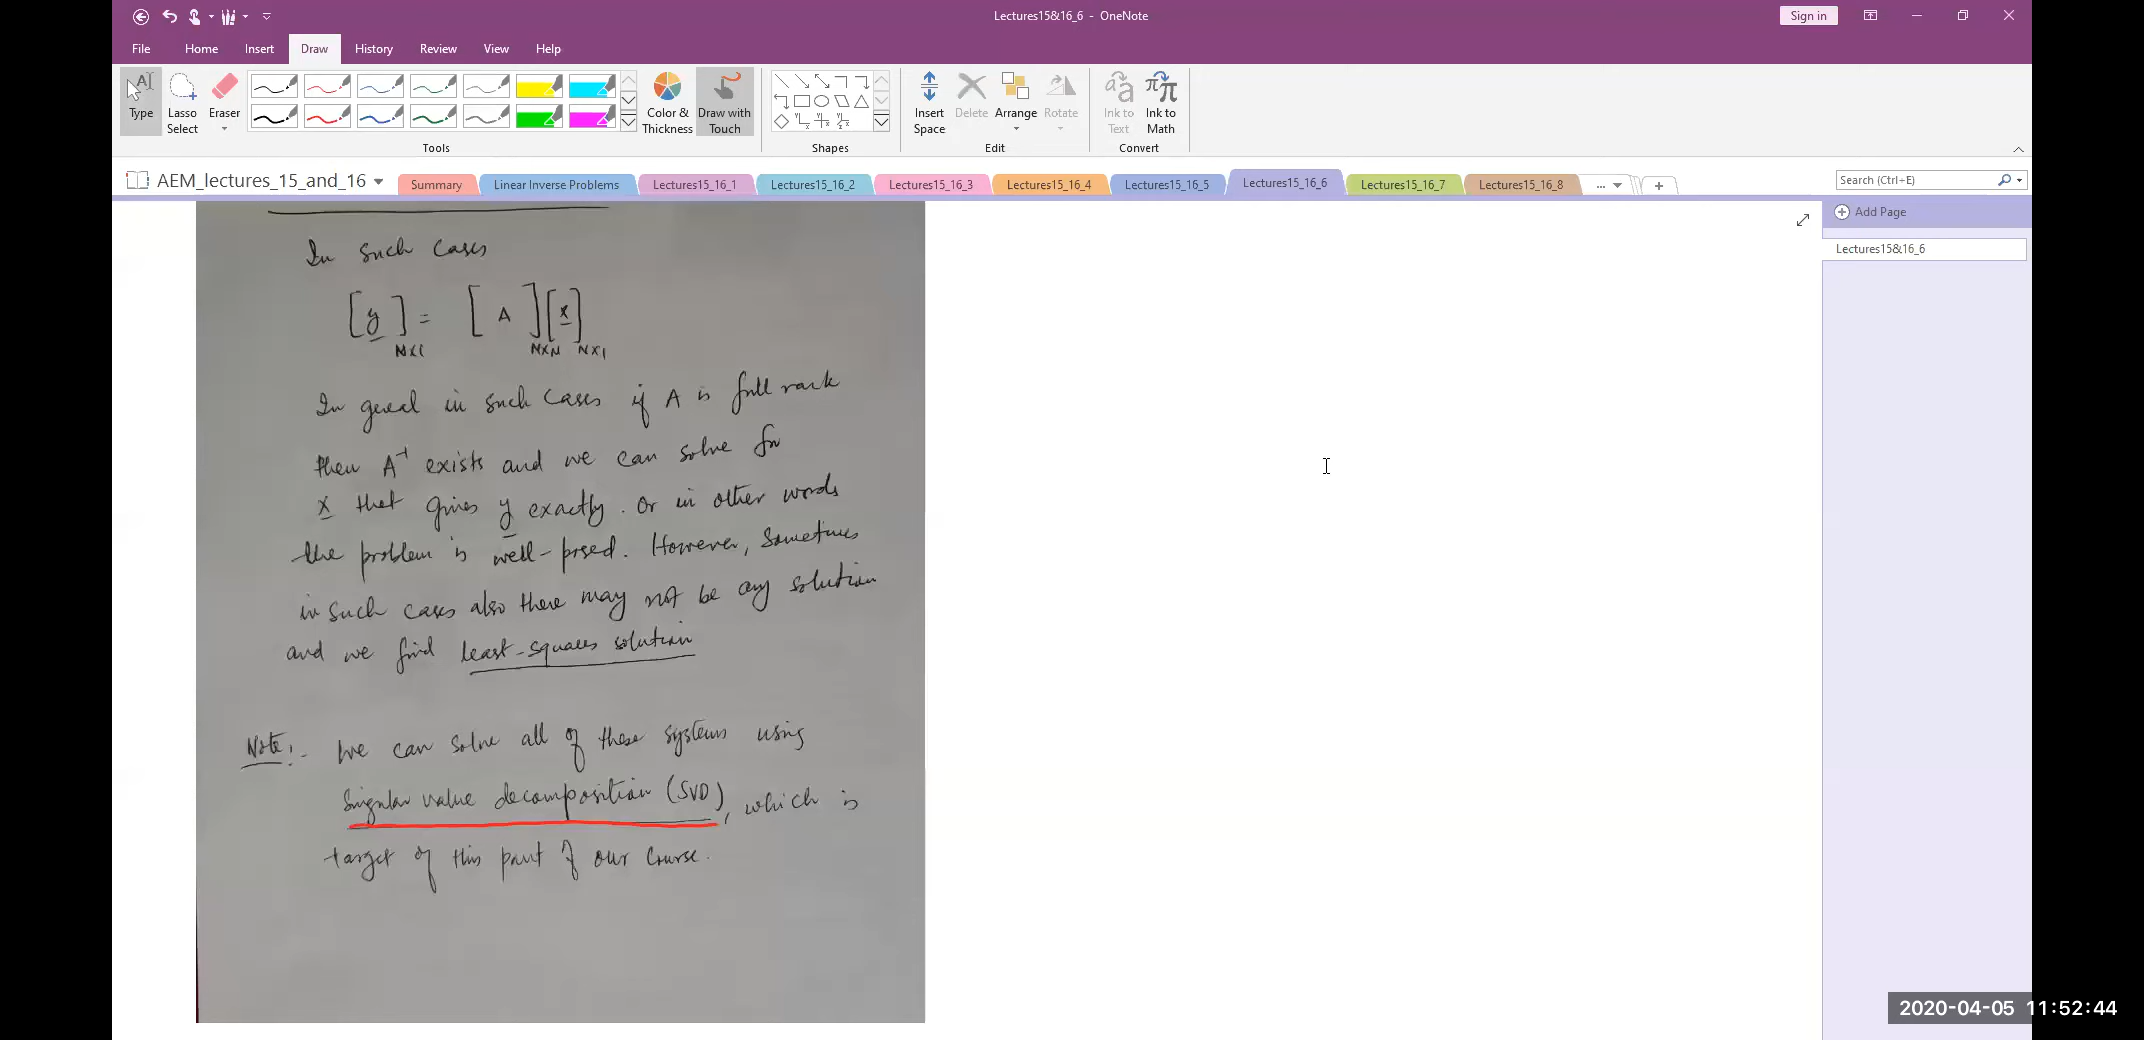 Lectures15&16_6 - OneNote
Sign in
File Home Insert Draw History Review View Help
Type
Lasso Select
Eraser
Color & Thickness
Draw with Touch
Insert Space
Delete
Arrange
Rotate
Ink to Text
Ink to Math
Tools
Shapes
Edit
Convert
AEM_lectures_15_and_16
Summary
Linear Inverse Problems
Lectures15_16_1
Lectures15_16_2
Lectures15_16_3
Lectures15_16_4
Lectures15_16_5
Lectures15_16_6
Lectures15_16_7
Lectures15_16_8
...
Search (Ctrl+E)
Add Page
Lectures15&16_6
In such cases
[y] = [A][x]
N×1 N×N N×1
In geneal in such cases if A is full rank
then A⁻¹ exists and we can solve for
x that gives y exactly. Or in other words
the problem is well-posed. However, sometimes
in such cases also there may not be any solution
and we find least-squares solution
Note:- We can solve all of these systems using
Singular value decomposition (SVD), which is
target of this part of our course.
2020-04-05 11:52:44